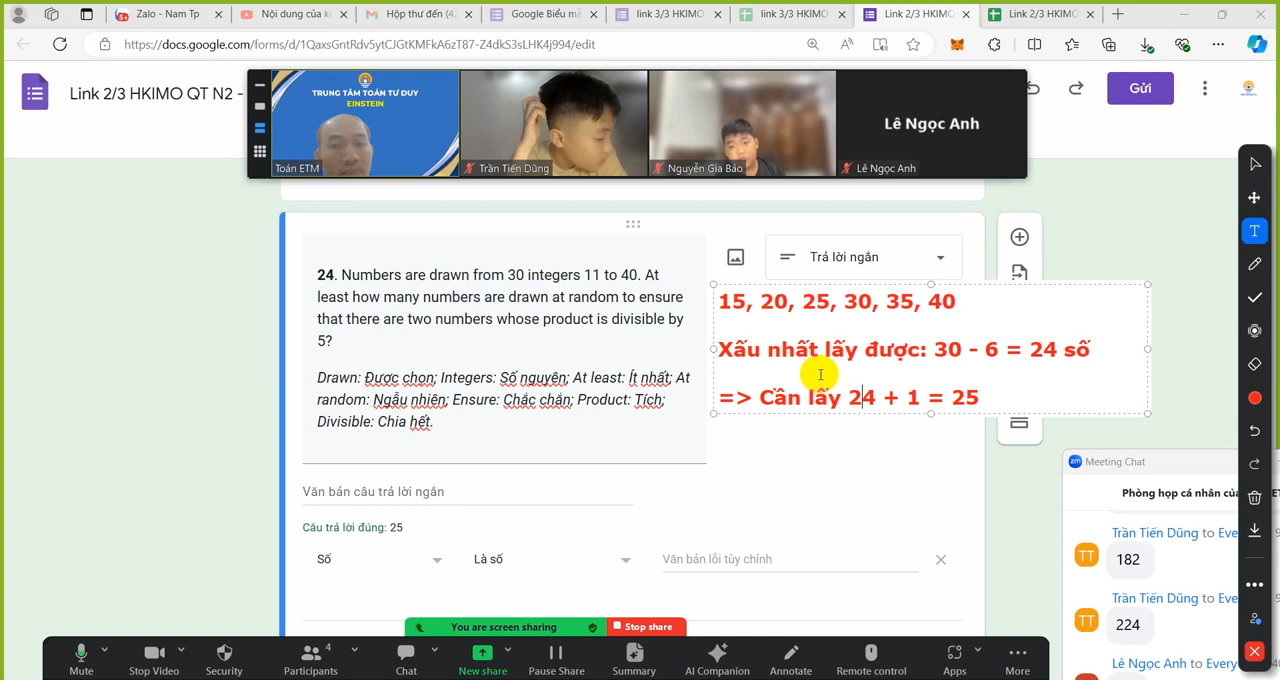 Zalo - Nam Tp
Nội dung của k
Hộp thư đến (4
Google Biểu m
link 3/3 HKIMO
link 3/3 HKIMO
Link 2/3 HKIMO
Link 2/3 HKIMO
https://docs.google.com/forms/d/1QaxsGntRdv5ytCJGtKMFkA6zT87-Z4dkS3sLHK4j994/edit
Link 2/3 HKIMO QT N2 -
Gửi
TRUNG TÂM TOÁN TƯ DUY
EINSTEIN
Toán ETM
Trần Tiến Dũng
Nguyễn Gia Bảo
Lê Ngọc Anh
Lê Ngọc Anh
24. Numbers are drawn from 30 integers 11 to 40. At
least how many numbers are drawn at random to ensure
that there are two numbers whose product is divisible by
5?
Drawn: Được chọn; Integers: Số nguyên; At least: Ít nhất; At
random: Ngẫu nhiên; Ensure: Chắc chắn; Product: Tích;
Divisible: Chia hết.
Trả lời ngắn
15, 20, 25, 30, 35, 40
Xấu nhất lấy được: 30 - 6 = 24 số
=> Cần lấy 24 + 1 = 25
Văn bản câu trả lời ngắn
Câu trả lời đúng: 25
Số
Là số
Văn bản lỗi tùy chỉnh
T
zm Meeting Chat
Phòng họp cá nhân của
ET
Trần Tiến Dũng to Eve
TT
182
Trần Tiến Dũng to Eve
TT
224
Lê Ngọc Anh to Every
You are screen sharing
Stop share
Mute
Stop Video
Security
Participants
4
Chat
New share
Pause Share
Summary
AI Companion
Annotate
Remote control
Apps
More